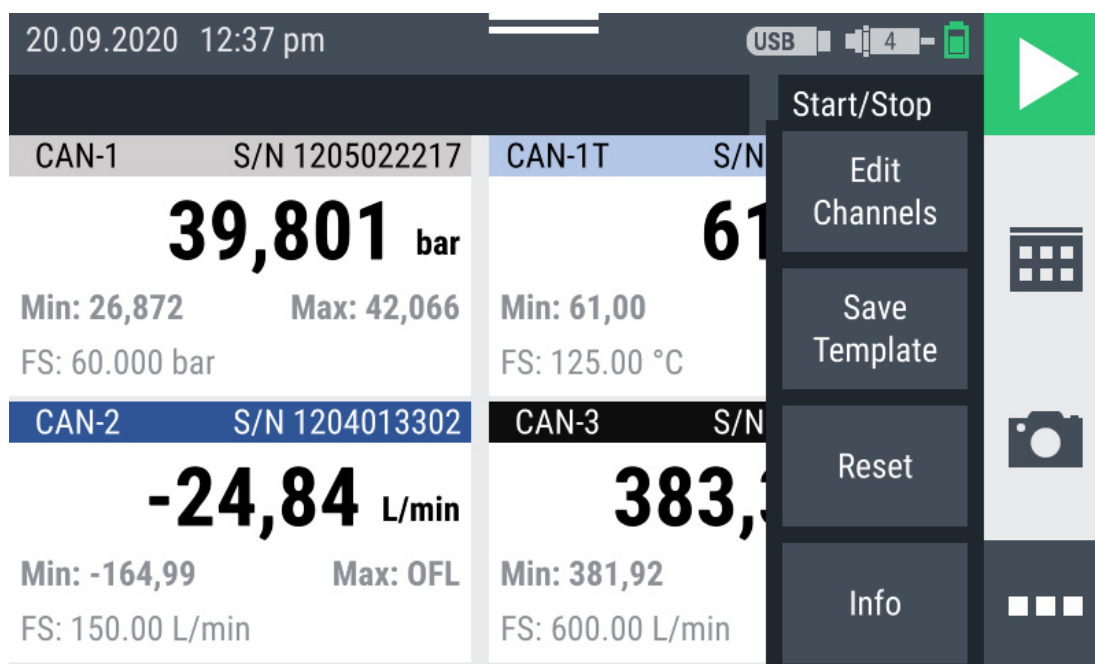 20.09.2020 12:37 pm
USB 4
Start/Stop
CAN-1 S/N 1205022217
39,801 bar
Min: 26,872 Max: 42,066
FS: 60.000 bar
CAN-1T S/N
61
Min: 61,00
FS: 125.00 °C
CAN-2 S/N 1204013302
-24,84 L/min
Min: -164,99 Max: OFL
FS: 150.00 L/min
CAN-3 S/N
383,
Min: 381,92
FS: 600.00 L/min
Edit
Channels
Save
Template
Reset
Info